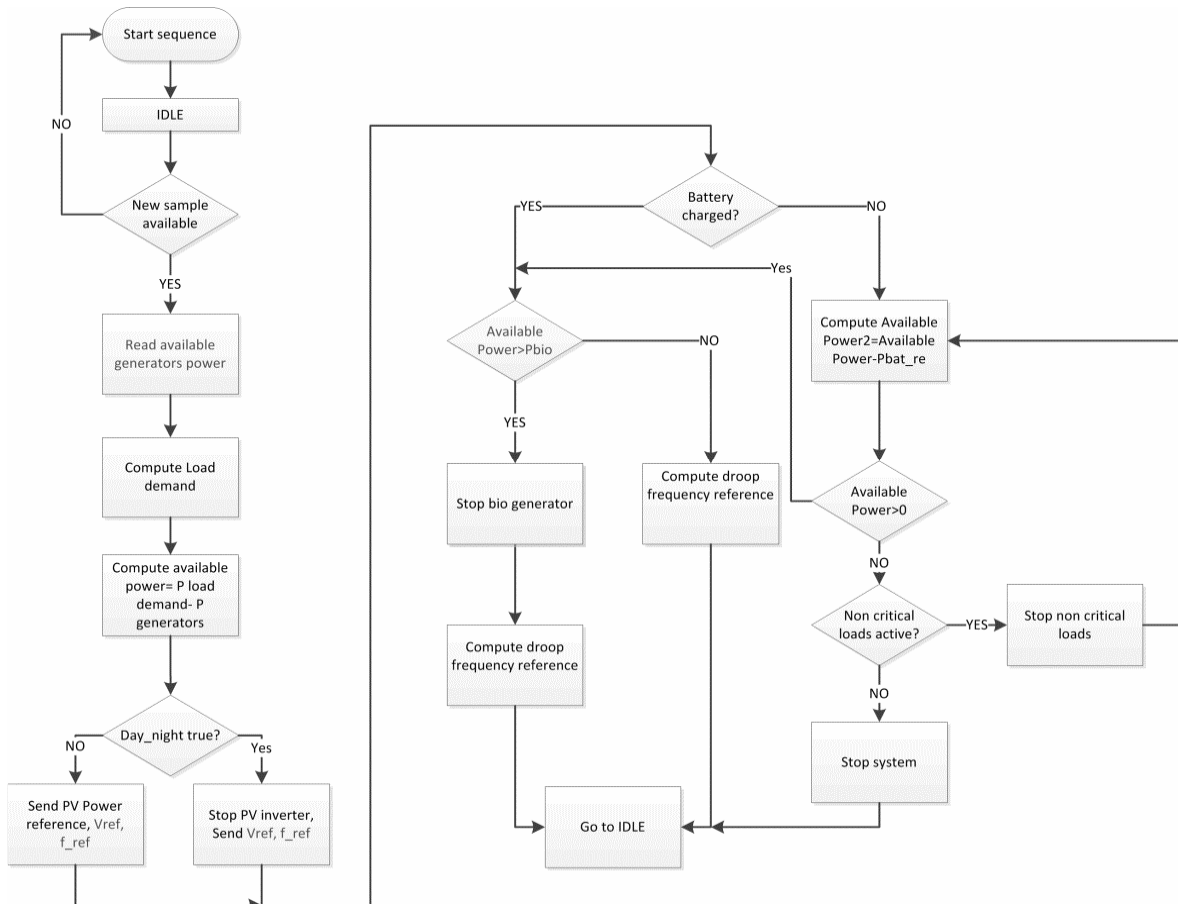 Start sequence
IDLE
NO
New sample
available
YES
Read available
generators power
Compute Load
demand
Compute available
power= P load
demand- P
generators
Day_night true?
NO
Yes
Send PV Power
reference, Vref,
f_ref
Stop PV inverter,
Send Vref, f_ref
Battery
charged?
YES
NO
Yes
Available
Power>Pbio
NO
YES
Compute Available
Power2=Available
Power-Pbat_re
Stop bio generator
Compute droop
frequency reference
Available
Power>0
NO
Compute droop
frequency reference
Non critical
loads active?
YES
Stop non critical
loads
NO
Stop system
Go to IDLE